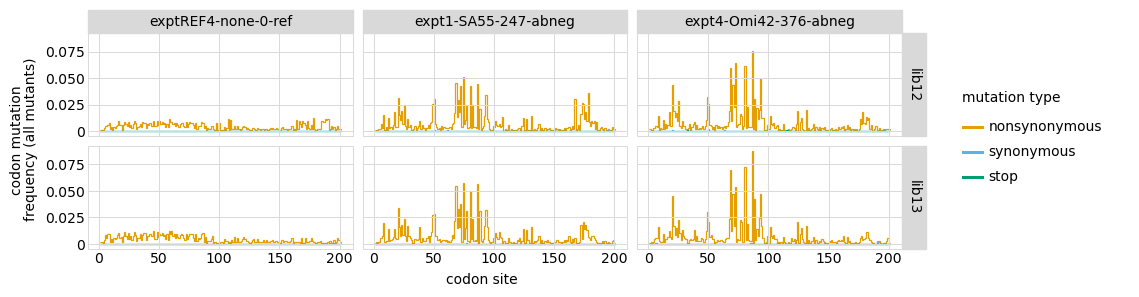 exptREF4-none-0-ref
expt1-SA55-247-abneg
expt4-Omi42-376-abneg
codon mutation
frequency (all mutants)
0.075
0.050
0.025
0
lib12
0.075
0.050
0.025
0
lib13
0 50 100 150 200
0 50 100 150 200
0 50 100 150 200
codon site
mutation type
nonsynonymous
synonymous
stop